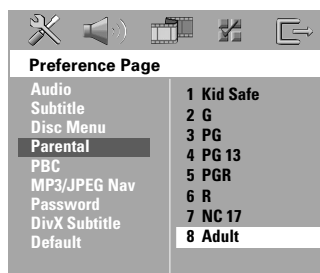 Preference Page
Audio
Subtitle
Disc Menu
Parental
PBC
MP3/JPEG Nav
Password
DivX Subtitle
Default
1 Kid Safe
2 G
3 PG
4 PG 13
5 PGR
6 R
7 NC 17
8 Adult